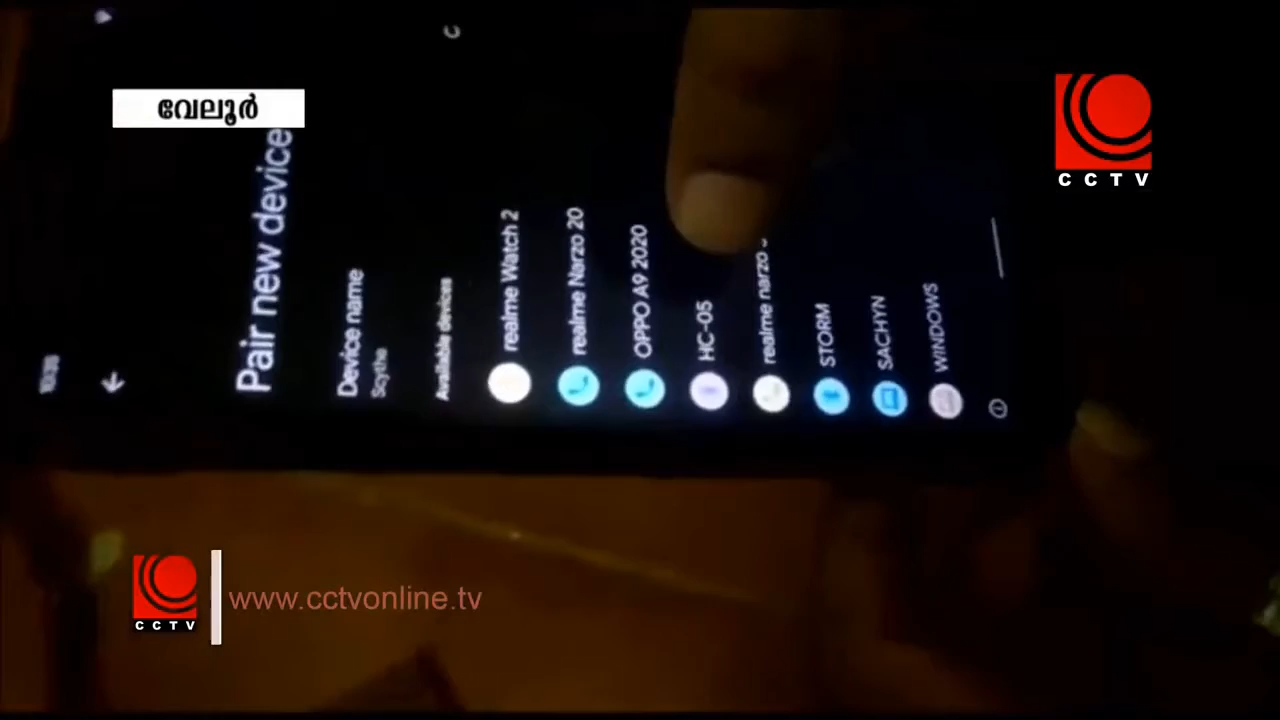 വേലൂർ
CCTV
Pair new device
Device name
Scythe
Available devices
realme Watch 2
realme Narzo 20
OPPO A9 2020
HC-05
realme narzo
STORM
SACHYN
WINDOWS
CCTV
www.cctvonline.tv